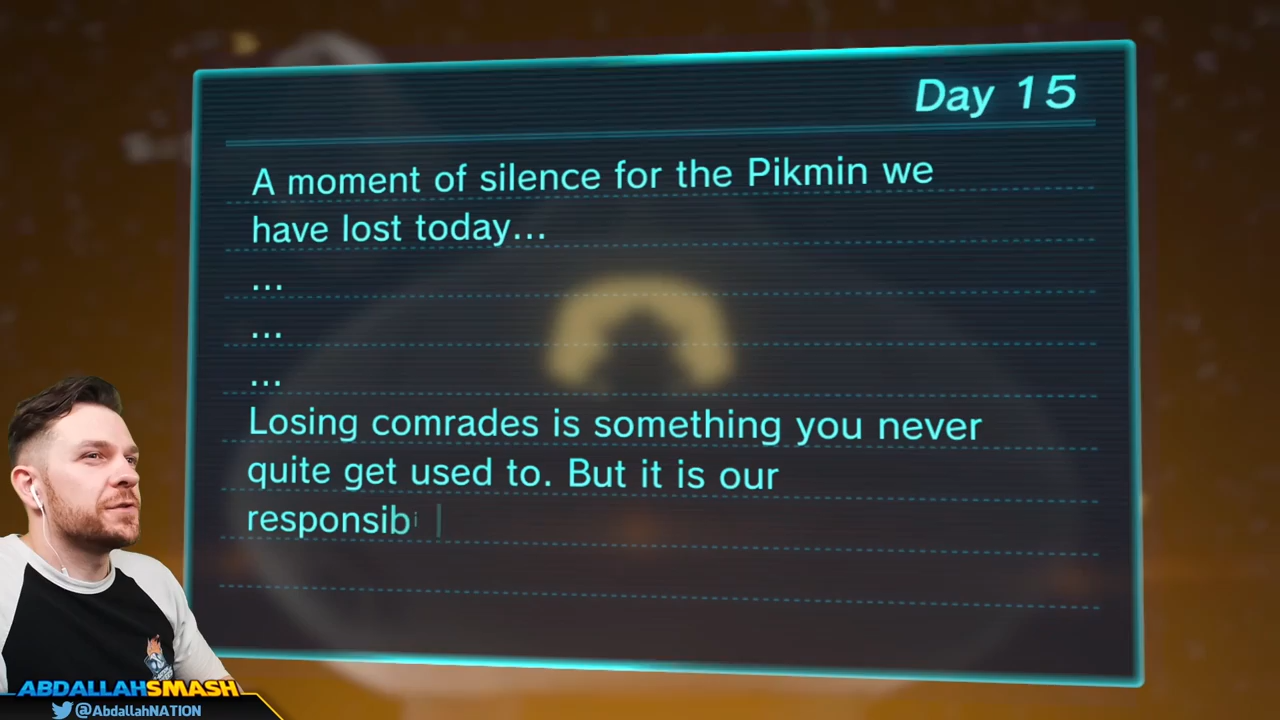 Day 15
A moment of silence for the Pikmin we
have lost today...
...
...
...
Losing comrades is something you never
quite get used to. But it is our
responsibi
ABDALLAHSMASH
@AbdallahNATION